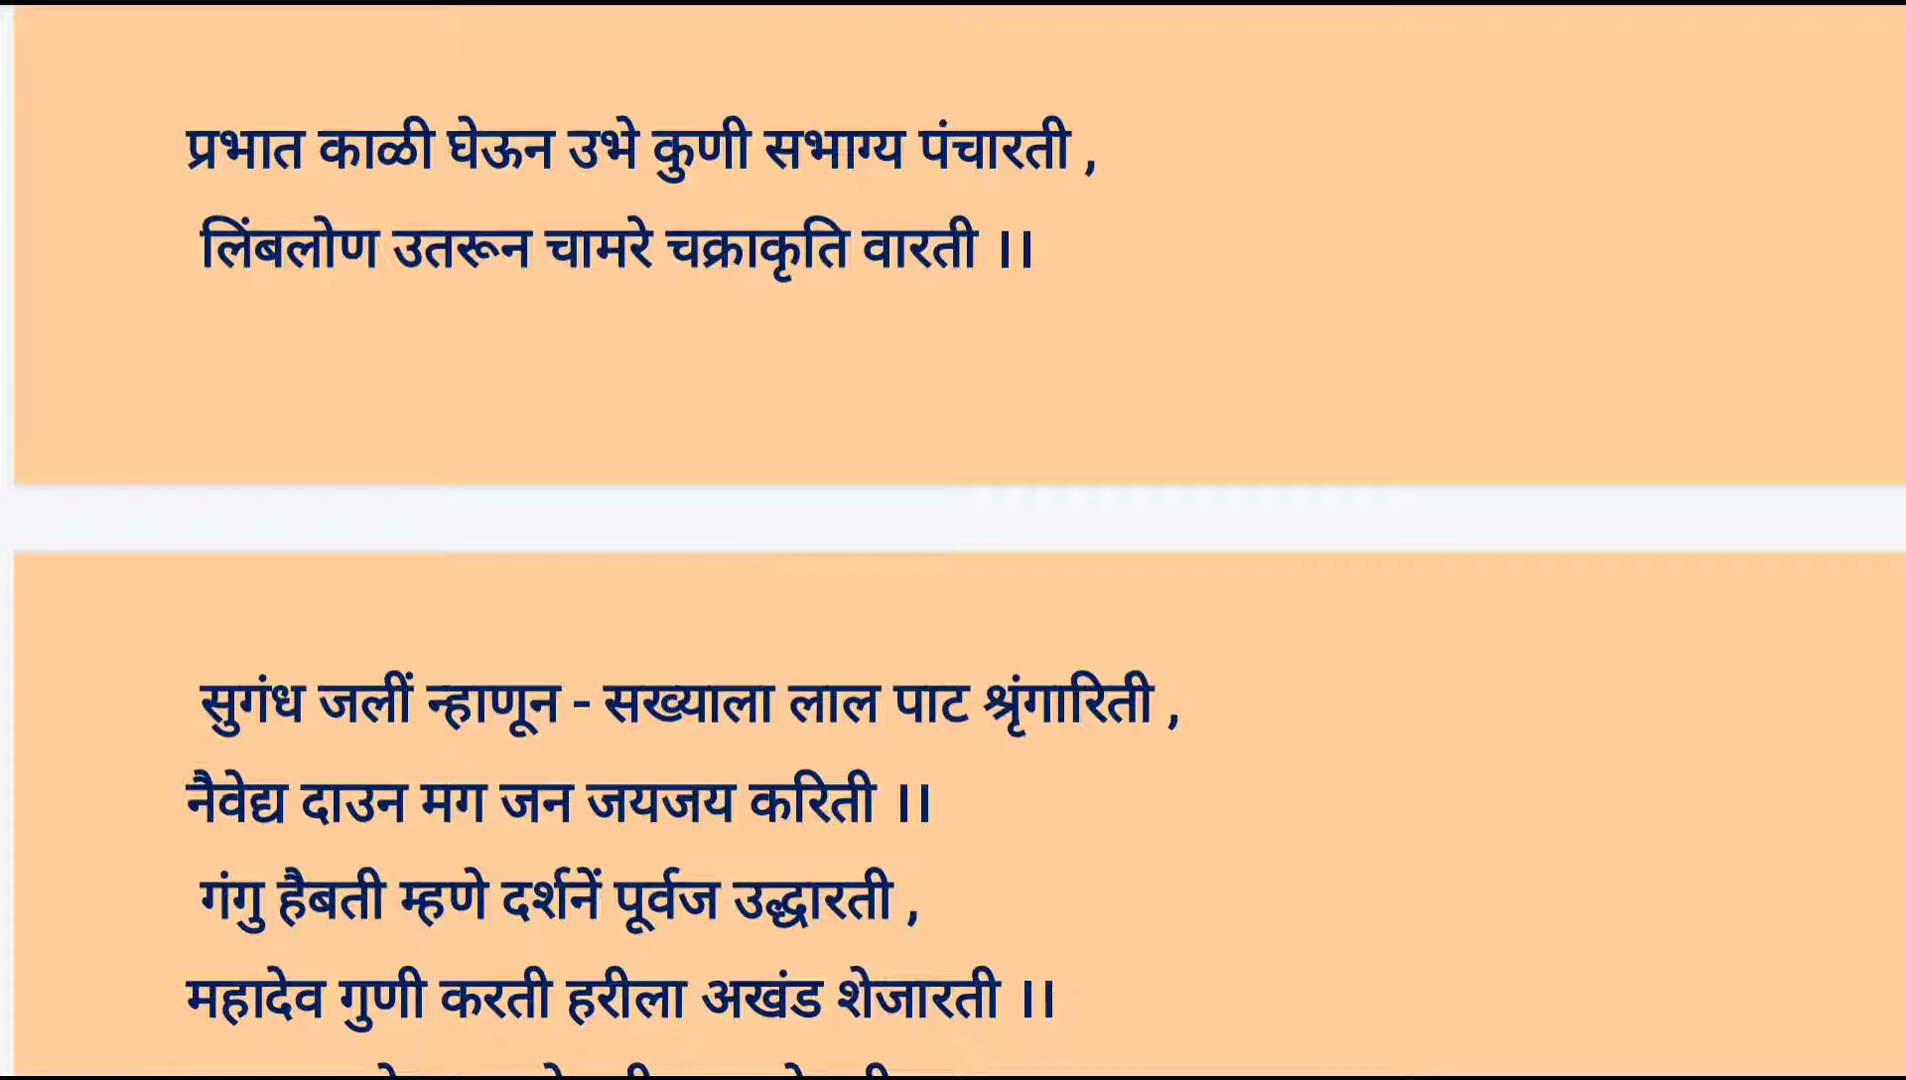 प्रभात काळी घेऊन उभे कुणी सभाग्य पंचारती ,
लिंबलोण उतरून चामरे चक्राकृति वारती ।।
सुगंध जलीं न्हाणून - सख्याला लाल पाट श्रृंगारिती ,
नैवेद्य दाउन मग जन जयजय करिती ।।
गंगु हैबती म्हणे दर्शनें पूर्वज उद्धारती ,
महादेव गुणी करती हरीला अखंड शेजारती ।।